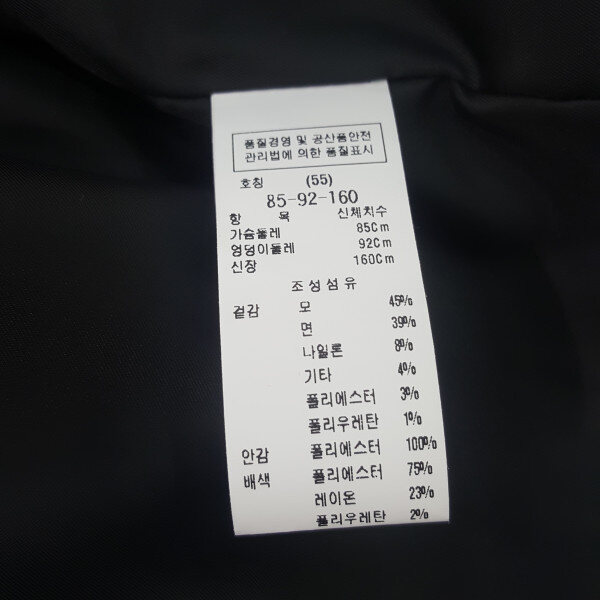 품질경영 및 공산품안전
관리법에 의한 품질표시
호칭 (55)
85-92-160
항 목 신체치수
가슴둘레 85Cm
엉덩이둘레 92Cm
신장 160Cm
조성섬유
겉감 모 45%
면 39%
나일론 8%
기타 4%
폴리에스터 3%
폴리우레탄 1%
안감 폴리에스터 100%
배색 폴리에스터 75%
레이온 23%
폴리우레탄 2%